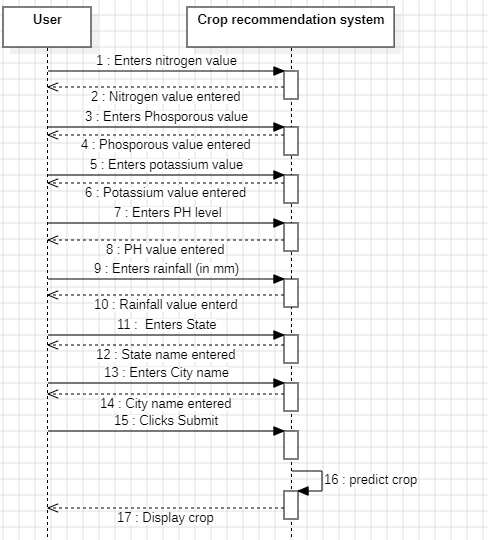 User
Crop recommendation system
1 : Enters nitrogen value
2 : Nitrogen value entered
3 : Enters Phosporous value
4 : Phosporous value entered
5 : Enters potassium value
6 : Potassium value entered
7 : Enters PH level
8 : PH value entered
9 : Enters rainfall (in mm)
10 : Rainfall value enterd
11 :  Enters State
12 : State name entered
13 : Enters City name
14 : City name entered
15 : Clicks Submit
16 : predict crop
17 : Display crop